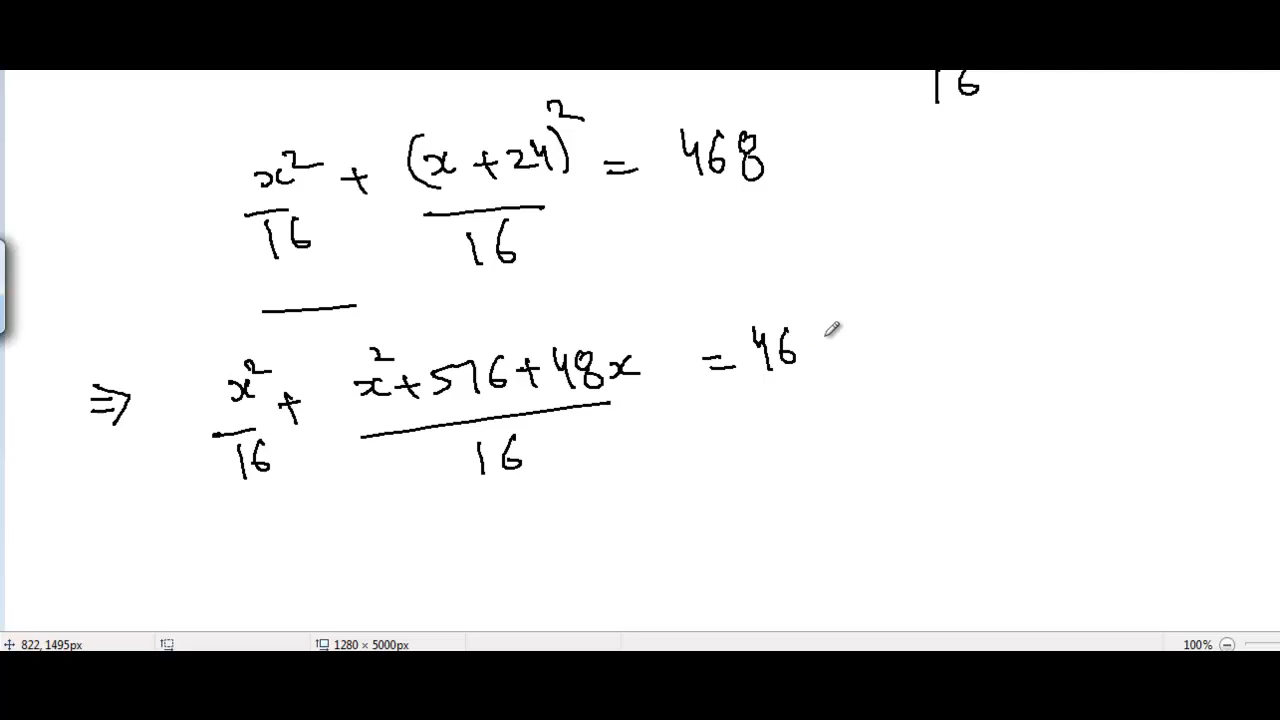 16
x²/16 + (x + 24)²/16 = 468
⇒ x²/16 + x² + 576 + 48x/16 = 46
822, 1495px 1280 × 5000px 100%